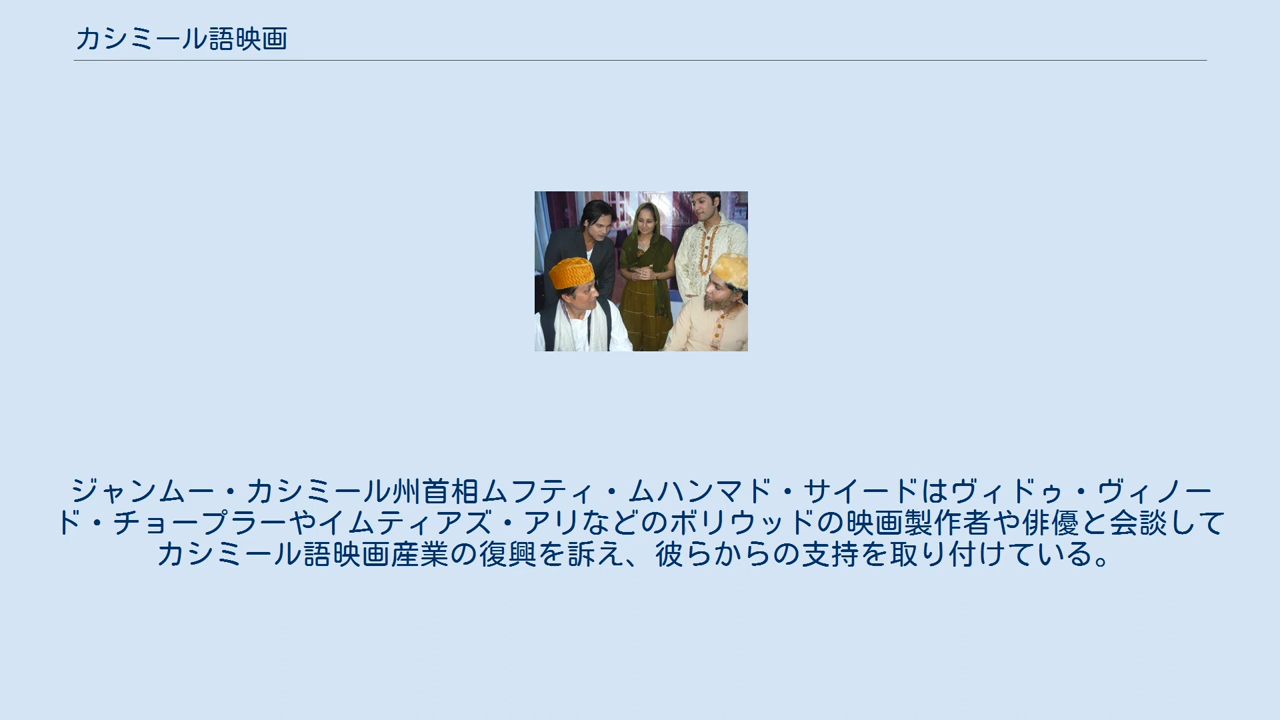 カシミール語映画
ジャンムー・カシミール州首相ムフティ・ムハンマド・サイードはヴィドゥ・ヴィノー
ド・チョープラーやイムティアズ・アリなどのボリウッドの映画製作者や俳優と会談して
カシミール語映画産業の復興を訴え、彼らからの支持を取り付けている。